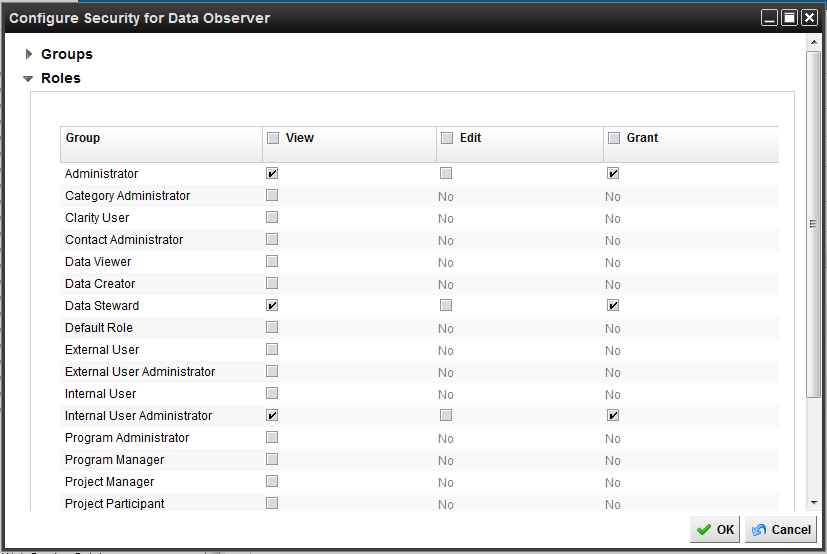 Configure Security for Data Observer
Groups
Roles
Group View Edit Grant
Administrator
Category Administrator No No
Clarity User No No
Contact Administrator No No
Data Viewer No No
Data Creator No No
Data Steward
Default Role No No
External User No No
External User Administrator No No
Internal User No No
Internal User Administrator
Program Administrator No No
Program Manager No No
Project Manager No No
Project Participant No No
OK Cancel